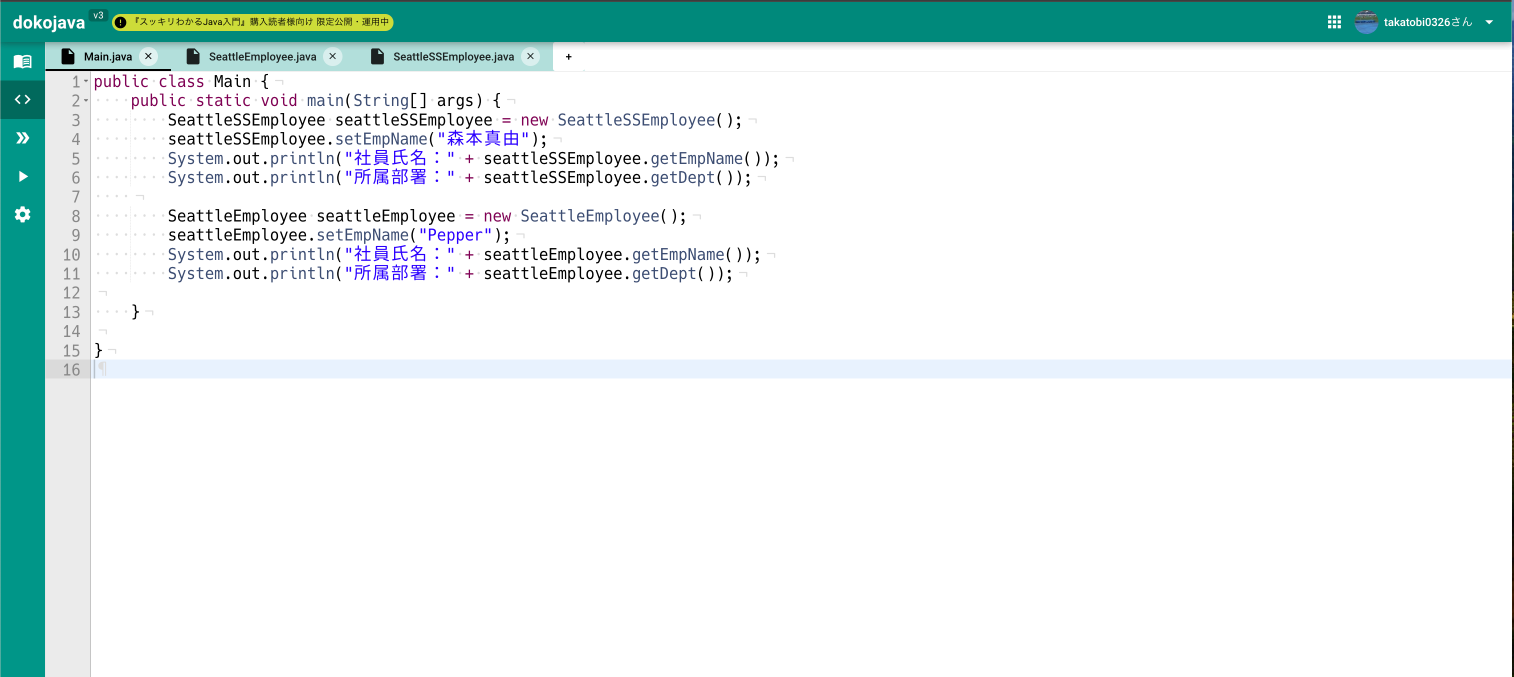 dokojava v3 『スッキリわかるJava入門』購入読者様向け 限定公開・運用中 takatobi0326さん
Main.java SeattleEmployee.java SeattleSSEmployee.java +
1 public class Main {
2     public static void main(String[] args) {
3         SeattleSSEmployee seattleSSEmployee = new SeattleSSEmployee();
4         seattleSSEmployee.setEmpName("森本真由");
5         System.out.println("社員氏名：" + seattleSSEmployee.getEmpName());
6         System.out.println("所属部署：" + seattleSSEmployee.getDept());
7
8         SeattleEmployee seattleEmployee = new SeattleEmployee();
9         seattleEmployee.setEmpName("Pepper");
10         System.out.println("社員氏名：" + seattleEmployee.getEmpName());
11         System.out.println("所属部署：" + seattleEmployee.getDept());
12
13     }
14
15 }
16